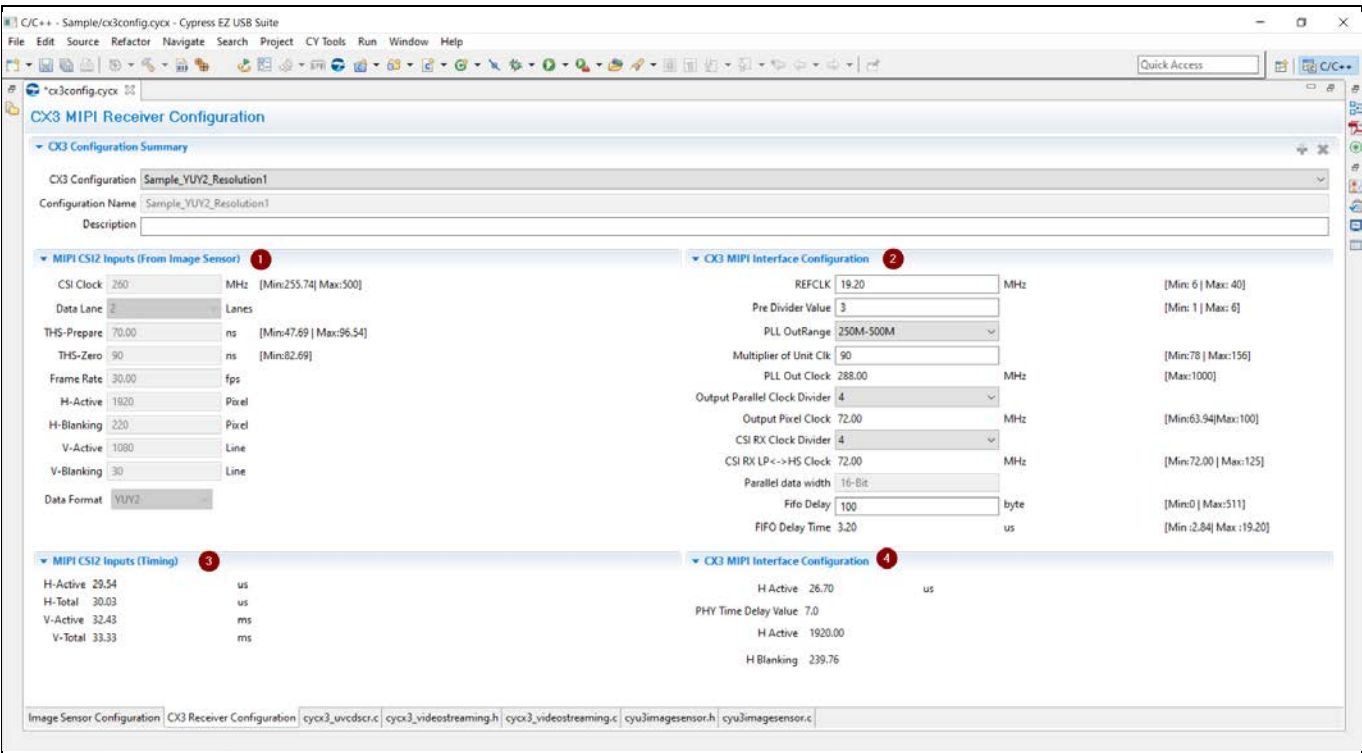 C/C++ - Sample/cx3config.cycx - Cypress EZ USB Suite
File Edit Source Refactor Navigate Search Project CYTools Run Window Help
Quick Access C/C++
*cx3config.cycx
CX3 MIPI Receiver Configuration
CX3 Configuration Summary
CX3 Configuration Sample_YUY2_Resolution1
Configuration Name Sample_YUY2_Resolution1
Description
MIPI CSI2 Inputs (From Image Sensor) 1
CSI Clock 260 MHz [Min:255.74| Max:500]
Data Lane 2 Lanes
THS-Prepare 70.00 ns [Min:47.69 | Max:96.54]
THS-Zero 90 ns [Min:82.69]
Frame Rate 30.00 fps
H-Active 1920 Pixel
H-Blanking 220 Pixel
V-Active 1080 Line
V-Blanking 30 Line
Data Format YUY2
CX3 MIPI Interface Configuration 2
REFCLK 19.20 MHz [Min: 6 | Max: 40]
Pre Divider Value 3 [Min: 1 | Max: 6]
PLL OutRange 250M-500M
Multiplier of Unit Clk 90 [Min:78 | Max:156]
PLL Out Clock 288.00 MHz [Max:1000]
Output Parallel Clock Divider 4
Output Pixel Clock 72.00 MHz [Min:63.94|Max:100]
CSI RX Clock Divider 4
CSI RX LP<->HS Clock 72.00 MHz [Min:72.00 | Max:125]
Parallel data width 16-Bit
Fifo Delay 100 byte [Min:0 | Max:511]
FIFO Delay Time 3.20 us [Min :2.84| Max :19.20]
MIPI CSI2 Inputs (Timing) 3
H-Active 29.54 us
H-Total 30.03 us
V-Active 32.43 ms
V-Total 33.33 ms
CX3 MIPI Interface Configuration 4
H Active 26.70 us
PHY Time Delay Value 7.0
H Active 1920.00
H Blanking 239.76
Image Sensor Configuration CX3 Receiver Configuration cycx3_uvcdscr.c cycx3_videostreaming.h cycx3_videostreaming.c cyu3imagesensor.h cyu3imagesensor.c